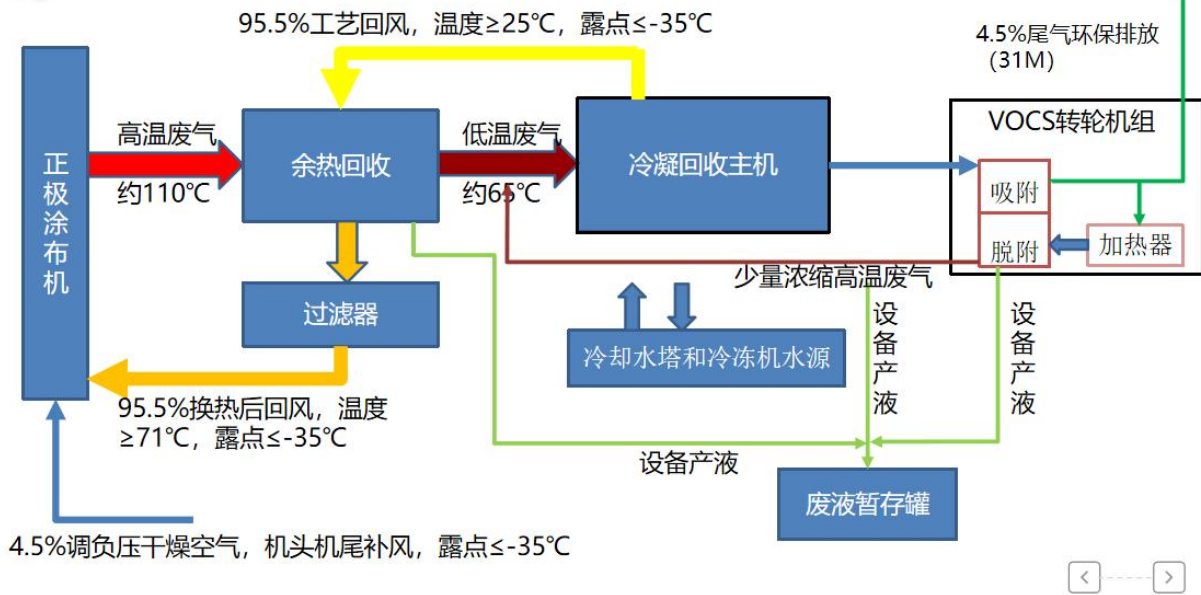 95.5%工艺回风，温度≥25℃，露点≤-35℃
4.5%尾气环保排放
（31M）
VOCS转轮机组
高温废气
约110℃
低温废气
约65℃
正极涂布机
余热回收
冷凝回收主机
吸附
脱附
加热器
少量浓缩高温废气
过滤器
冷却水塔和冷冻机水源
设备产液
设备产液
95.5%换热后回风，温度
≥71℃，露点≤-35℃
设备产液
废液暂存罐
4.5%调负压干燥空气，机头机尾补风，露点≤-35℃